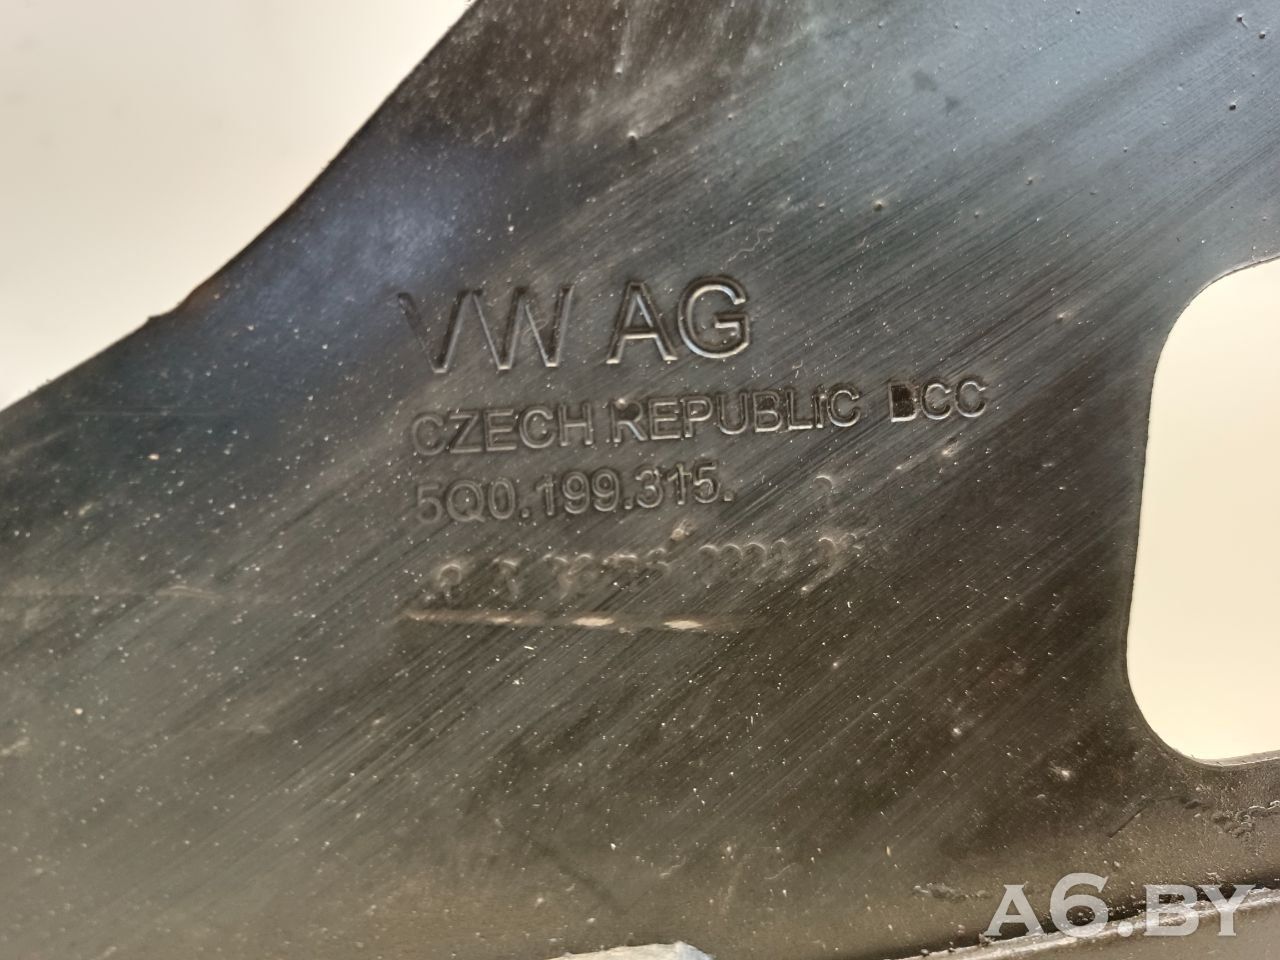 VW AG
CZECH REPUBLIC DCC
5Q0.199.315.
A6.BY